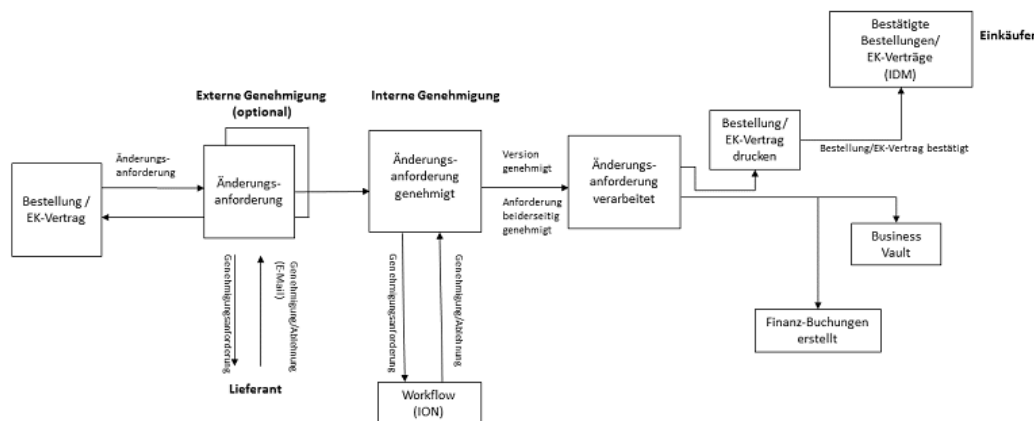 Bestätigte
Bestellungen/
EK-Verträge
(IDM)
Einkäufer
Externe Genehmigung
(optional)
Interne Genehmigung
Bestellung/
EK-Vertrag
drucken
Bestellung/EK-Vertrag bestätigt
Änderungs-
anforderung
Bestellung /
EK-Vertrag
Änderungs-
anforderung
Änderungs-
anforderung
genehmigt
Version
genehmigt
Anforderung
beiderseitig
genehmigt
Änderungs-
anforderung
verarbeitet
Business
Vault
Finanz-Buchungen
erstellt
Genehmigungsanforderung
Genehmigung/Ablehnung
(E-Mail)
Lieferant
Genehmigungsanforderung
Genehmigung/Ablehnung
Workflow
(ION)